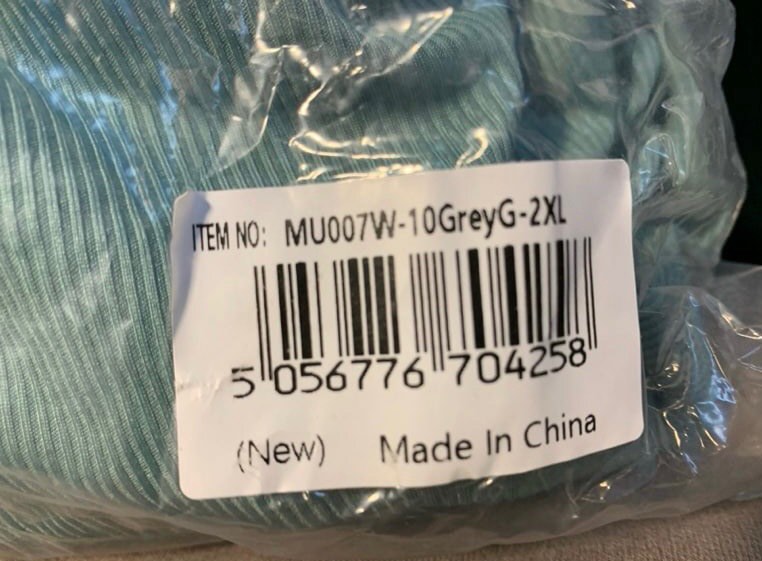 ITEM NO: MU007W-10GreyG-2XL
5 056776 704258
(New) Made In China